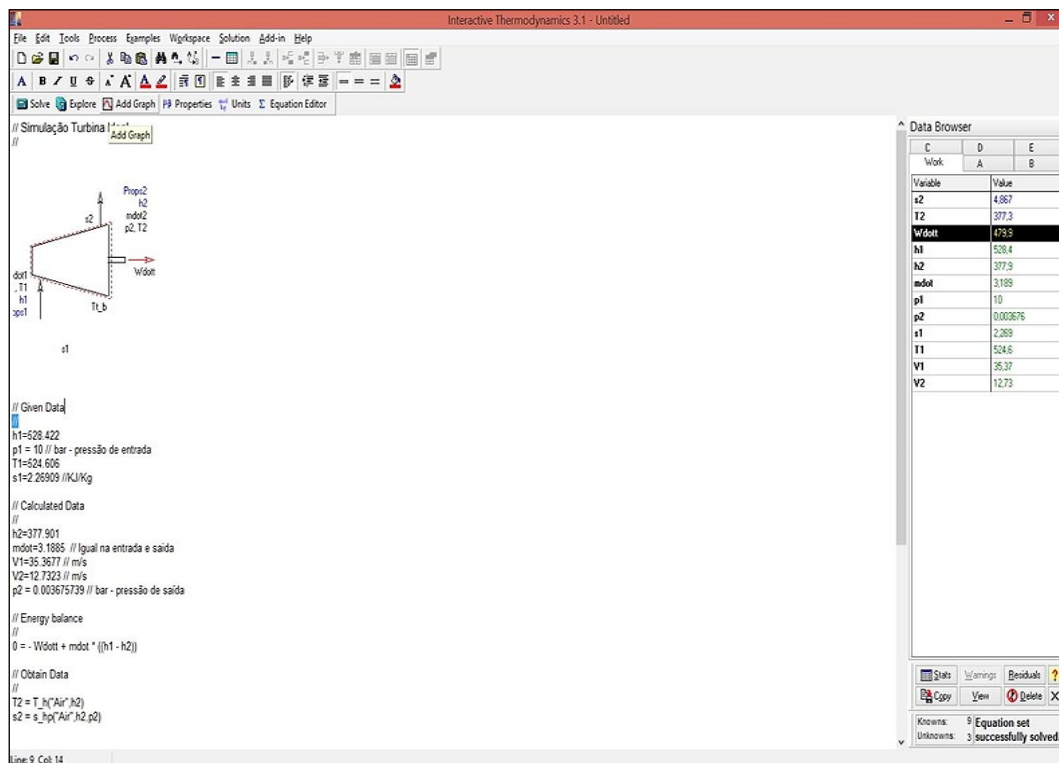 Interactive Thermodynamics 3.1 - Untitled
File Edit Tools Process Examples Workspace Solution Add-in Help
Solve Explore Add Graph Properties Units Σ Equation Editor
// Simulação Turbina
Add Graph
//
Props2
h2
s2 mdot2
p2, T2
Wdott
dot1
, T1
h1
ops1
Tt_b
s1
// Given Data
//
h1=528.422
p1 = 10 // bar - pressão de entrada
T1=524.606
s1=2.26909 //KJ/Kg
// Calculated Data
//
h2=377.901
mdot=3.1885 // Igual na entrada e saida
V1=35.3677 // m/s
V2=12.7323 // m/s
p2 = 0.003675739 // bar - pressão de saída
// Energy balance
//
0 = - Wdott + mdot * ((h1 - h2))
// Obtain Data
//
T2 = T_h("Air",h2)
s2 = s_hp("Air",h2,p2)
Line: 9 Col: 14
Data Browser
C D E
Work A B
Variable Value
s2 4,867
T2 377,3
Wdott 479,9
h1 528,4
h2 377,9
mdot 3,189
p1 10
p2 0,003676
s1 2,269
T1 524,6
V1 35,37
V2 12,73
Stats Warnings Residuals ?
Copy View Delete X
Knowns: 9 Equation set
Unknowns: 3 successfully solved